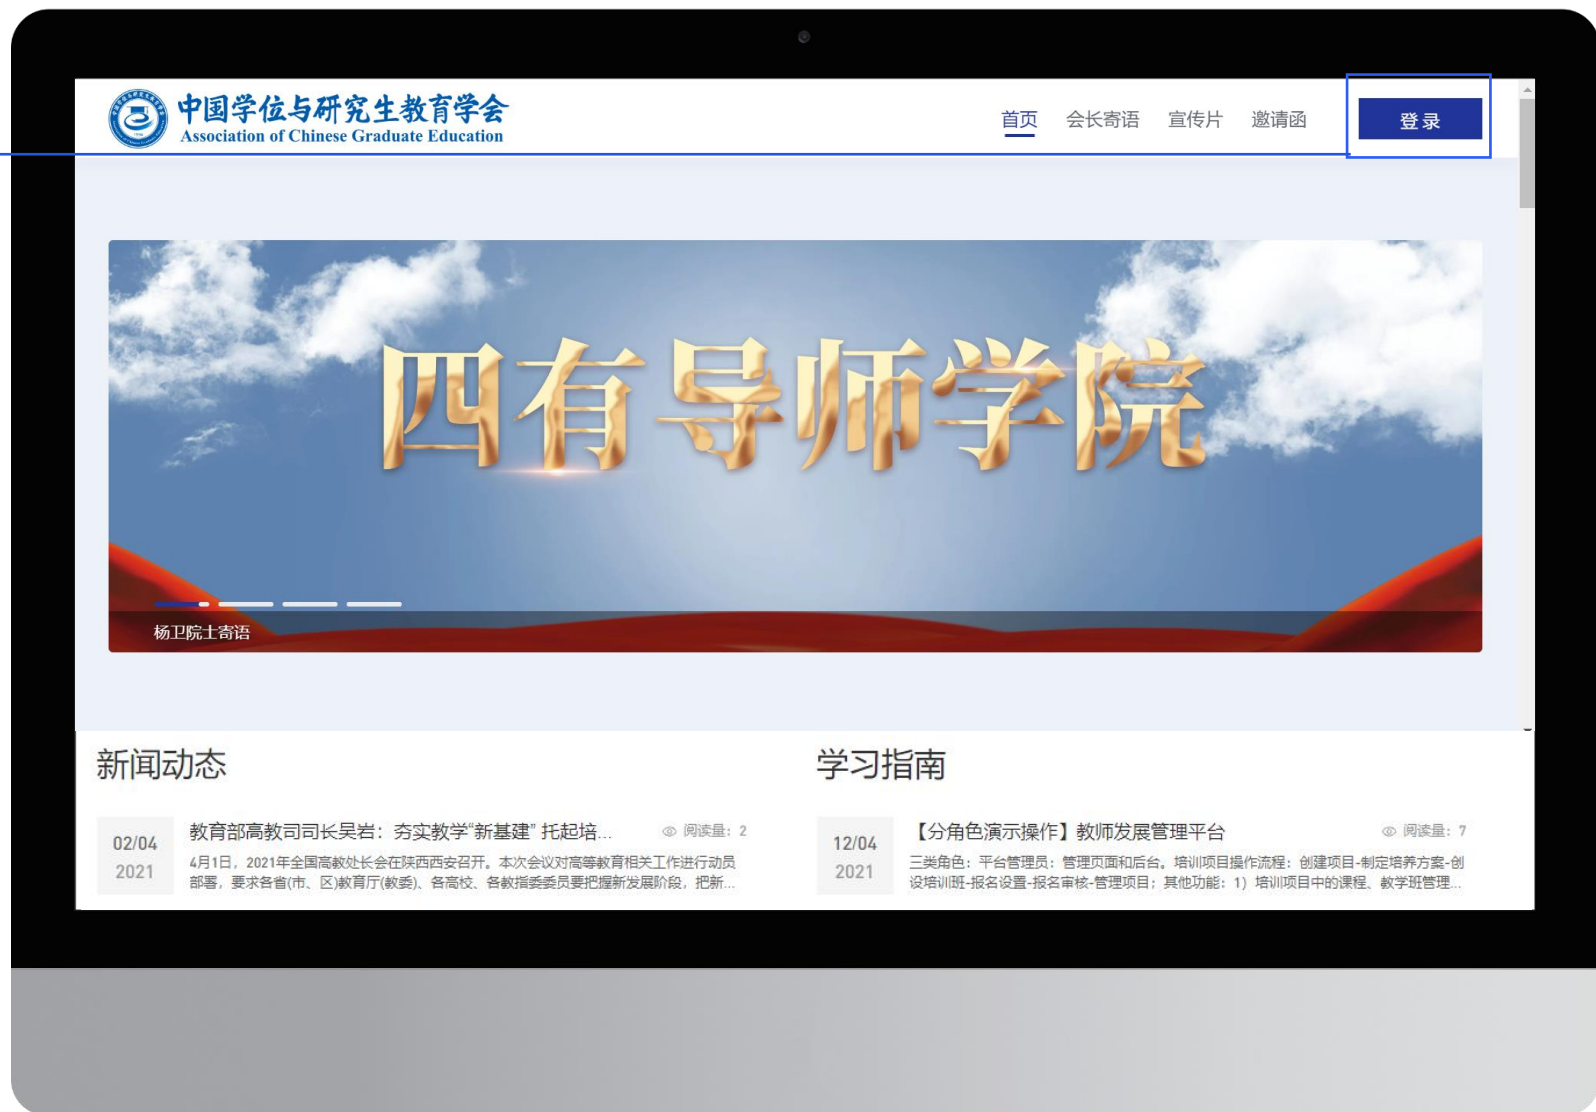 中国学位与研究生教育学会
Association of Chinese Graduate Education
首页 会长寄语 宣传片 邀请函 登录
四有导师学院
杨卫院士寄语
新闻动态
02/04
2021
教育部高教司司长吴岩：夯实教学“新基建” 托起培...
阅读量：2
4月1日，2021年全国高教处长会在陕西西安召开。本次会议对高等教育相关工作进行动员
部署，要求各省(市、区)教育厅(教委)、各高校、各教指委委员要把握新发展阶段，把新...
学习指南
12/04
2021
【分角色演示操作】教师发展管理平台
阅读量：7
三类角色：平台管理员：管理页面和后台。培训项目操作流程：创建项目-制定培养方案-创
设培训班-报名设置-报名审核-管理项目；其他功能：1）培训项目中的课程、教学班管理...